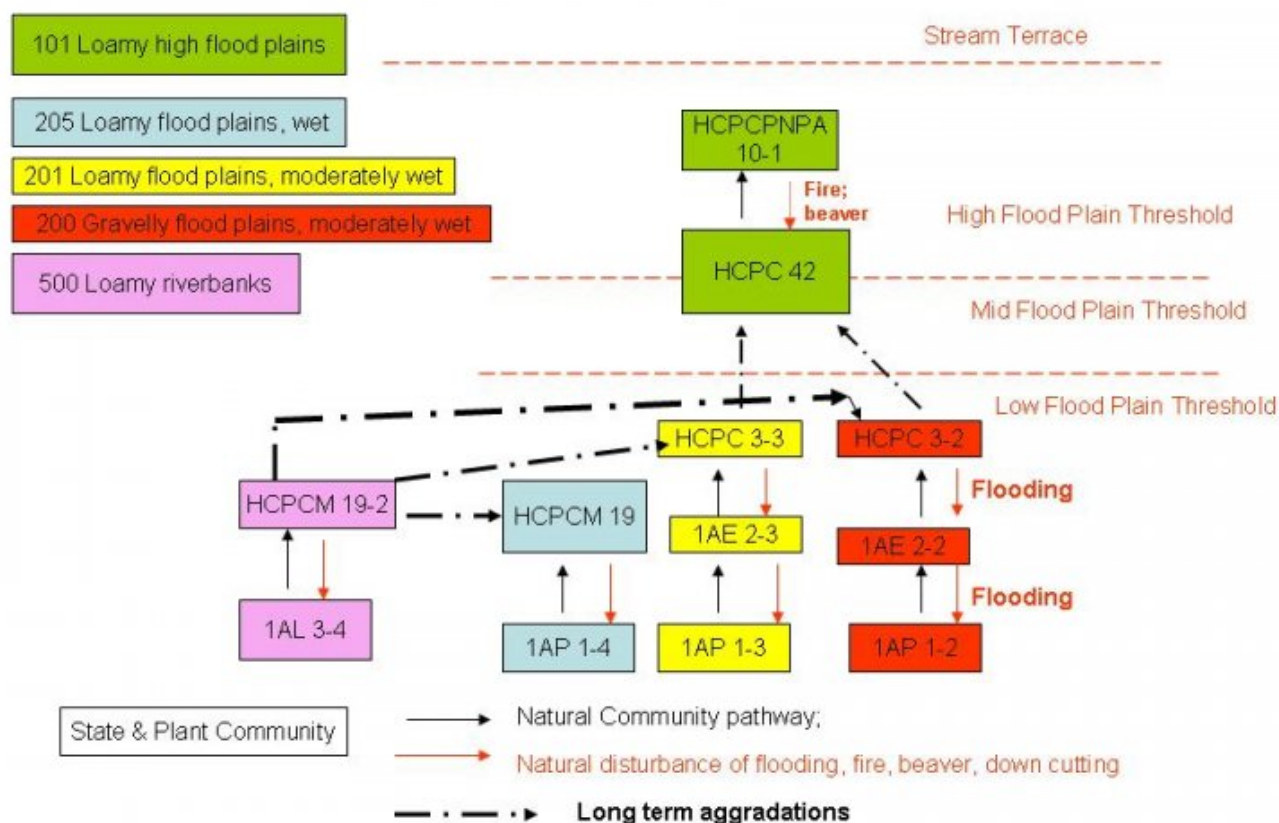 101 Loamy high flood plains
Stream Terrace
205 Loamy flood plains, wet
HCPCPNPA
10-1
201 Loamy flood plains, moderately wet
Fire;
beaver
200 Gravelly flood plains, moderately wet
High Flood Plain Threshold
500 Loamy riverbanks
HCPC 42
Mid Flood Plain Threshold
Low Flood Plain Threshold
HCPC 3-3
HCPC 3-2
HCPCM 19-2
HCPCM 19
Flooding
1AE 2-3
1AE 2-2
Flooding
1AL 3-4
1AP 1-4
1AP 1-3
1AP 1-2
State & Plant Community
Natural Community pathway;
Natural disturbance of flooding, fire, beaver, down cutting
Long term aggradations